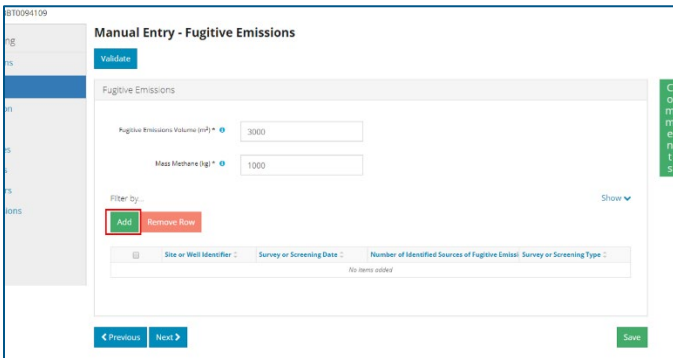 BT0094109
ng
ns
on
es
s
rs
ions
Manual Entry - Fugitive Emissions
Validate
Fugitive Emissions
Fugitive Emissions Volume (m³) * 3000
Mass Methane (kg) * 1000
Filter by...
Show
Add Remove Row
Site or Well Identifier Survey or Screening Date Number of Identified Sources of Fugitive Emissi Survey or Screening Type
No items added
Previous Next Save
Comments